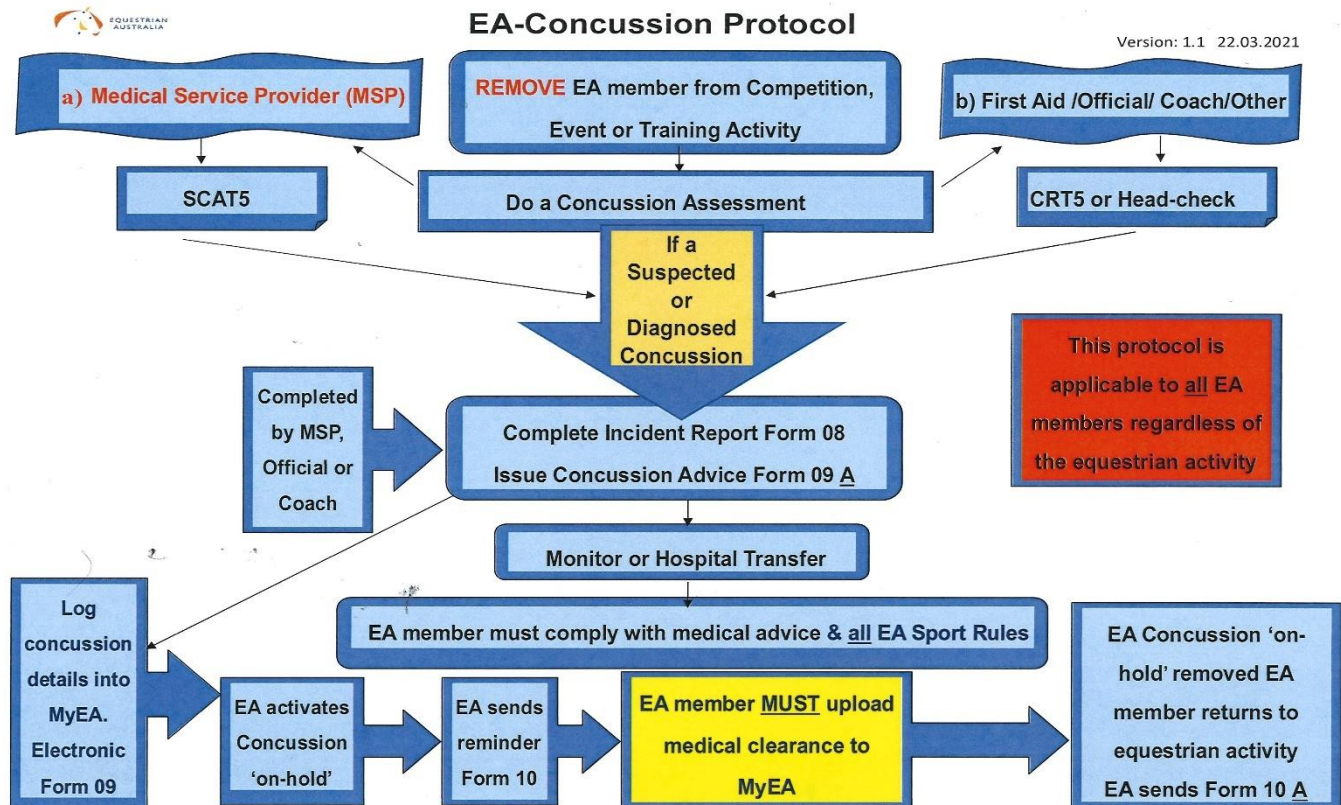 EQUESTRIAN
AUSTRALIA
EA-Concussion Protocol
Version: 1.1 22.03.2021
a) Medical Service Provider (MSP)
REMOVE EA member from Competition,
Event or Training Activity
b) First Aid /Official/ Coach/Other
SCAT5
Do a Concussion Assessment
CRT5 or Head-check
If a
Suspected
or
Diagnosed
Concussion
This protocol is
applicable to all EA
members regardless of
the equestrian activity
Completed
by MSP,
Official or
Coach
Complete Incident Report Form 08
Issue Concussion Advice Form 09 A
Monitor or Hospital Transfer
EA member must comply with medical advice & all EA Sport Rules
Log
concussion
details into
MyEA.
Electronic
Form 09
EA activates
Concussion
‘on-hold’
EA sends
reminder
Form 10
EA member MUST upload
medical clearance to
MyEA
EA Concussion ‘on-
hold’ removed EA
member returns to
equestrian activity
EA sends Form 10 A